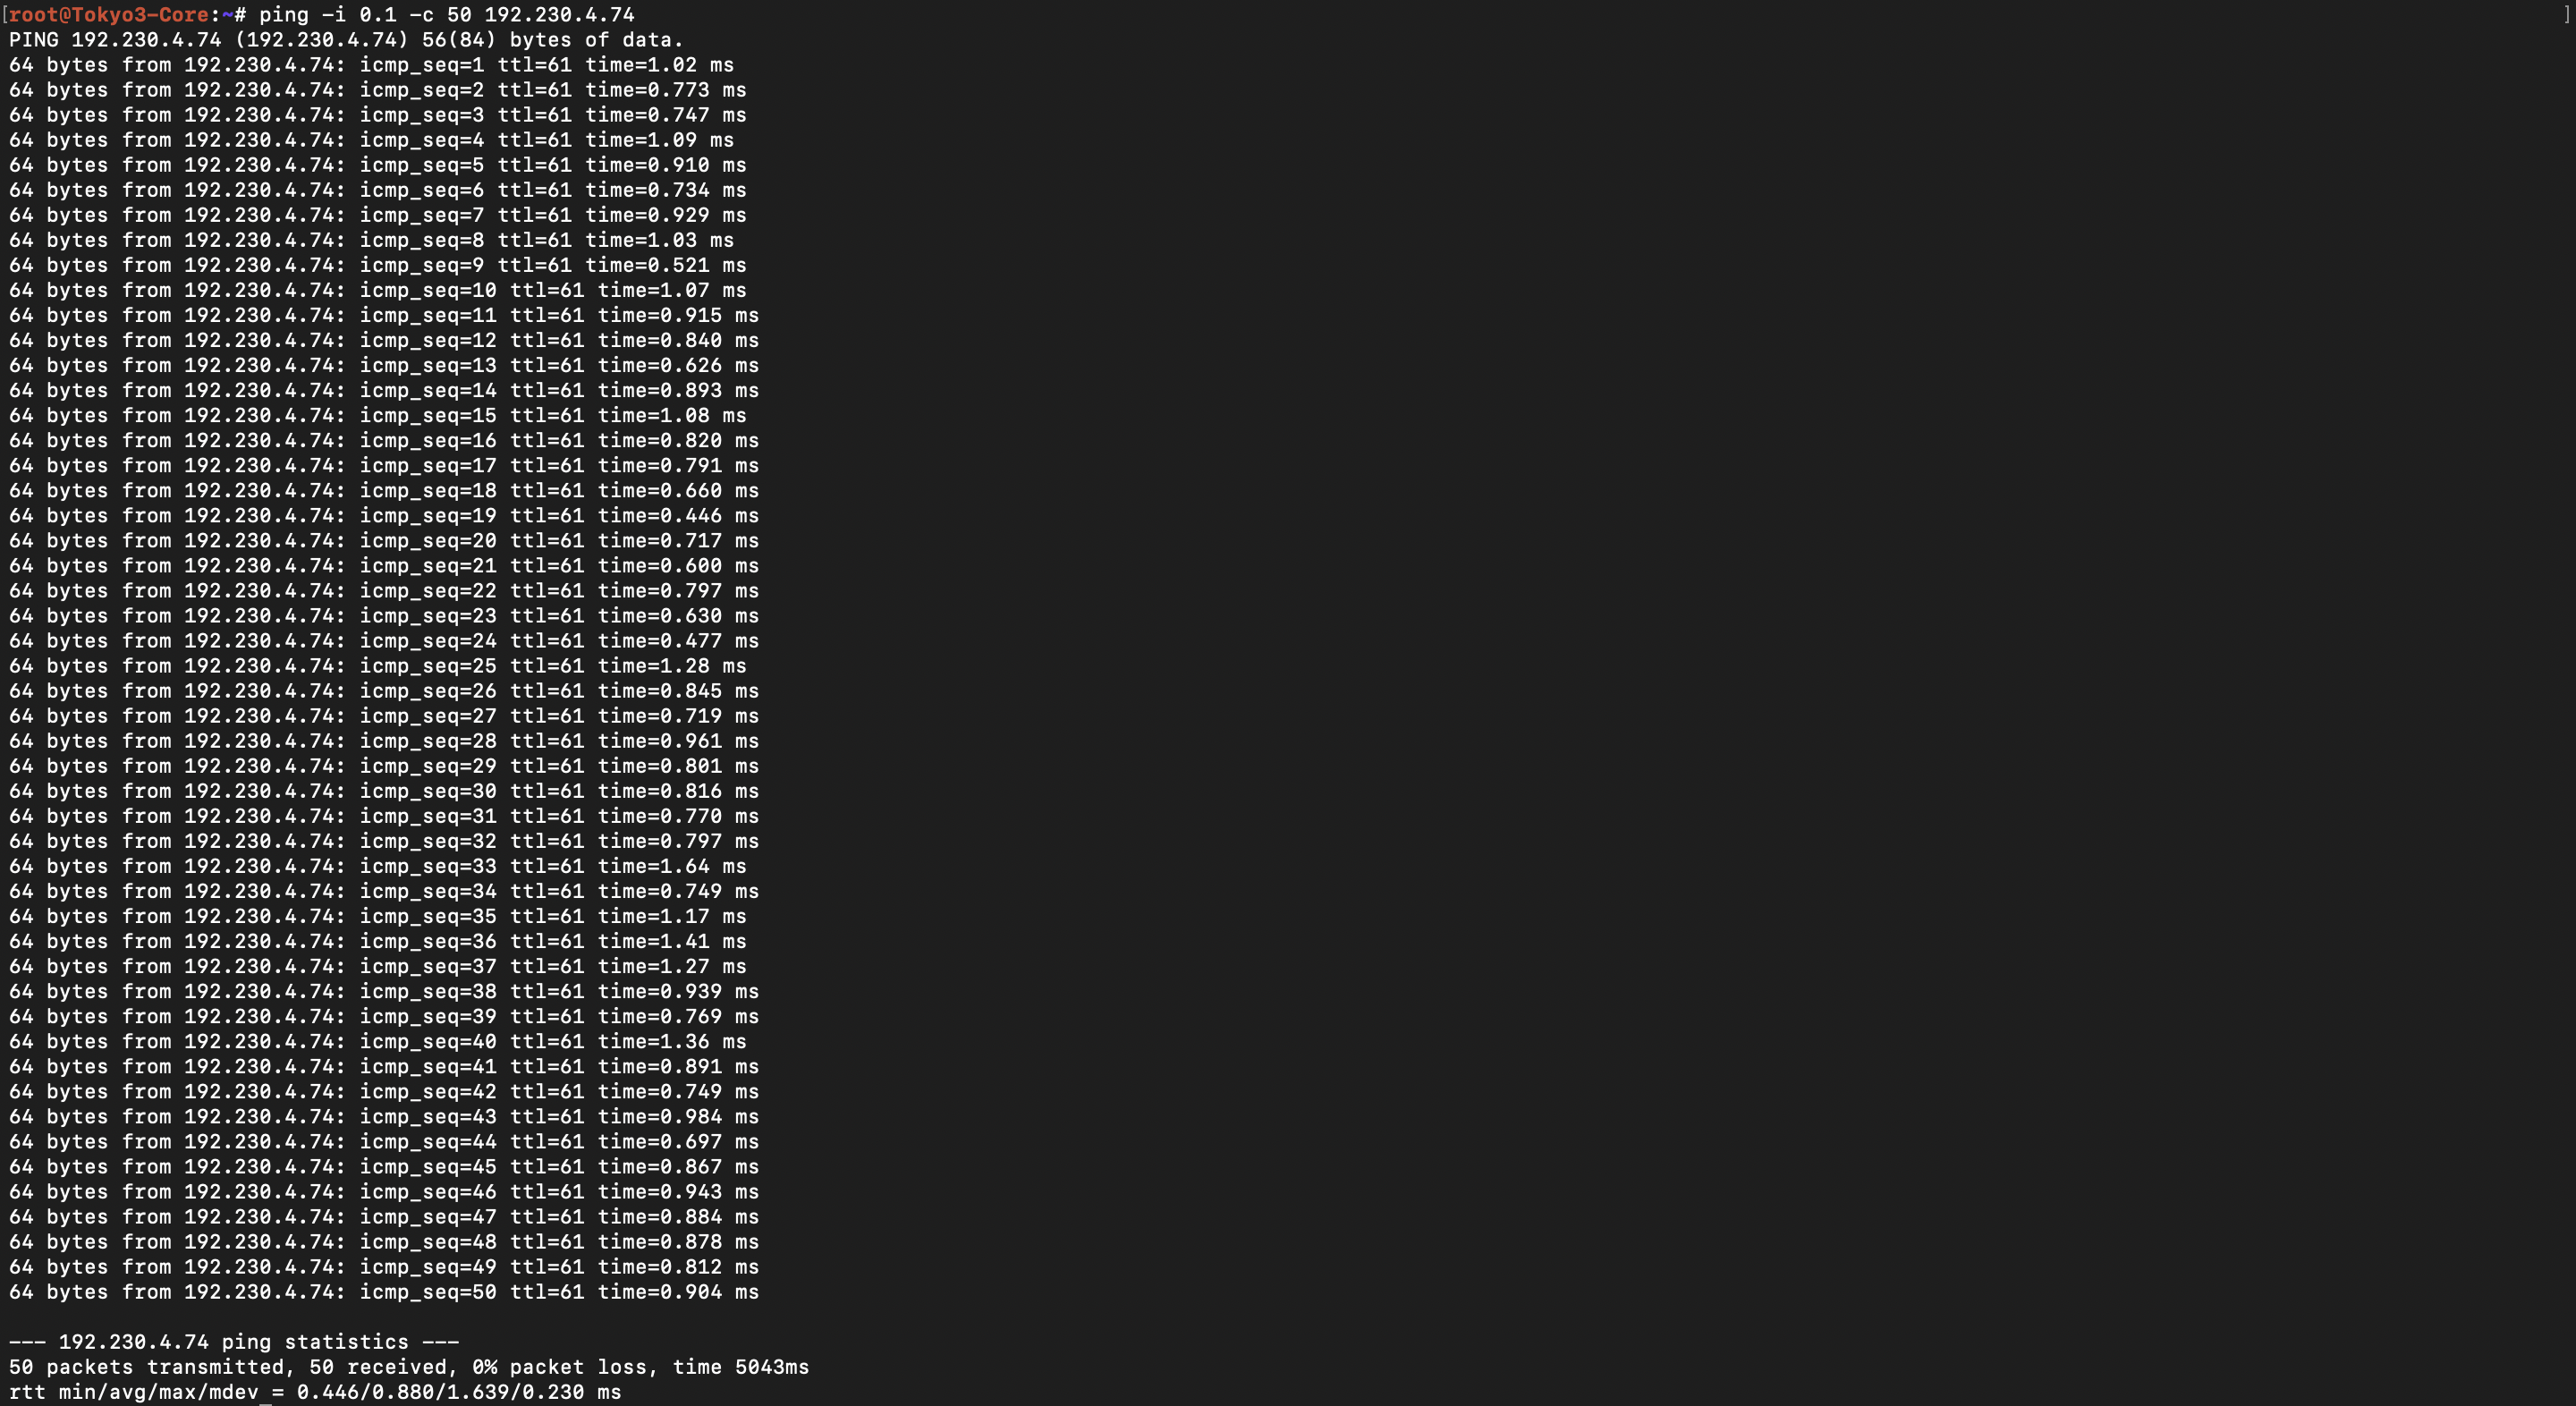 [root@Tokyo3-Core:~# ping -i 0.1 -c 50 192.230.4.74 ]
PING 192.230.4.74 (192.230.4.74) 56(84) bytes of data.
64 bytes from 192.230.4.74: icmp_seq=1 ttl=61 time=1.02 ms
64 bytes from 192.230.4.74: icmp_seq=2 ttl=61 time=0.773 ms
64 bytes from 192.230.4.74: icmp_seq=3 ttl=61 time=0.747 ms
64 bytes from 192.230.4.74: icmp_seq=4 ttl=61 time=1.09 ms
64 bytes from 192.230.4.74: icmp_seq=5 ttl=61 time=0.910 ms
64 bytes from 192.230.4.74: icmp_seq=6 ttl=61 time=0.734 ms
64 bytes from 192.230.4.74: icmp_seq=7 ttl=61 time=0.929 ms
64 bytes from 192.230.4.74: icmp_seq=8 ttl=61 time=1.03 ms
64 bytes from 192.230.4.74: icmp_seq=9 ttl=61 time=0.521 ms
64 bytes from 192.230.4.74: icmp_seq=10 ttl=61 time=1.07 ms
64 bytes from 192.230.4.74: icmp_seq=11 ttl=61 time=0.915 ms
64 bytes from 192.230.4.74: icmp_seq=12 ttl=61 time=0.840 ms
64 bytes from 192.230.4.74: icmp_seq=13 ttl=61 time=0.626 ms
64 bytes from 192.230.4.74: icmp_seq=14 ttl=61 time=0.893 ms
64 bytes from 192.230.4.74: icmp_seq=15 ttl=61 time=1.08 ms
64 bytes from 192.230.4.74: icmp_seq=16 ttl=61 time=0.820 ms
64 bytes from 192.230.4.74: icmp_seq=17 ttl=61 time=0.791 ms
64 bytes from 192.230.4.74: icmp_seq=18 ttl=61 time=0.660 ms
64 bytes from 192.230.4.74: icmp_seq=19 ttl=61 time=0.446 ms
64 bytes from 192.230.4.74: icmp_seq=20 ttl=61 time=0.717 ms
64 bytes from 192.230.4.74: icmp_seq=21 ttl=61 time=0.600 ms
64 bytes from 192.230.4.74: icmp_seq=22 ttl=61 time=0.797 ms
64 bytes from 192.230.4.74: icmp_seq=23 ttl=61 time=0.630 ms
64 bytes from 192.230.4.74: icmp_seq=24 ttl=61 time=0.477 ms
64 bytes from 192.230.4.74: icmp_seq=25 ttl=61 time=1.28 ms
64 bytes from 192.230.4.74: icmp_seq=26 ttl=61 time=0.845 ms
64 bytes from 192.230.4.74: icmp_seq=27 ttl=61 time=0.719 ms
64 bytes from 192.230.4.74: icmp_seq=28 ttl=61 time=0.961 ms
64 bytes from 192.230.4.74: icmp_seq=29 ttl=61 time=0.801 ms
64 bytes from 192.230.4.74: icmp_seq=30 ttl=61 time=0.816 ms
64 bytes from 192.230.4.74: icmp_seq=31 ttl=61 time=0.770 ms
64 bytes from 192.230.4.74: icmp_seq=32 ttl=61 time=0.797 ms
64 bytes from 192.230.4.74: icmp_seq=33 ttl=61 time=1.64 ms
64 bytes from 192.230.4.74: icmp_seq=34 ttl=61 time=0.749 ms
64 bytes from 192.230.4.74: icmp_seq=35 ttl=61 time=1.17 ms
64 bytes from 192.230.4.74: icmp_seq=36 ttl=61 time=1.41 ms
64 bytes from 192.230.4.74: icmp_seq=37 ttl=61 time=1.27 ms
64 bytes from 192.230.4.74: icmp_seq=38 ttl=61 time=0.939 ms
64 bytes from 192.230.4.74: icmp_seq=39 ttl=61 time=0.769 ms
64 bytes from 192.230.4.74: icmp_seq=40 ttl=61 time=1.36 ms
64 bytes from 192.230.4.74: icmp_seq=41 ttl=61 time=0.891 ms
64 bytes from 192.230.4.74: icmp_seq=42 ttl=61 time=0.749 ms
64 bytes from 192.230.4.74: icmp_seq=43 ttl=61 time=0.984 ms
64 bytes from 192.230.4.74: icmp_seq=44 ttl=61 time=0.697 ms
64 bytes from 192.230.4.74: icmp_seq=45 ttl=61 time=0.867 ms
64 bytes from 192.230.4.74: icmp_seq=46 ttl=61 time=0.943 ms
64 bytes from 192.230.4.74: icmp_seq=47 ttl=61 time=0.884 ms
64 bytes from 192.230.4.74: icmp_seq=48 ttl=61 time=0.878 ms
64 bytes from 192.230.4.74: icmp_seq=49 ttl=61 time=0.812 ms
64 bytes from 192.230.4.74: icmp_seq=50 ttl=61 time=0.904 ms
--- 192.230.4.74 ping statistics ---
50 packets transmitted, 50 received, 0% packet loss, time 5043ms
rtt min/avg/max/mdev = 0.446/0.880/1.639/0.230 ms